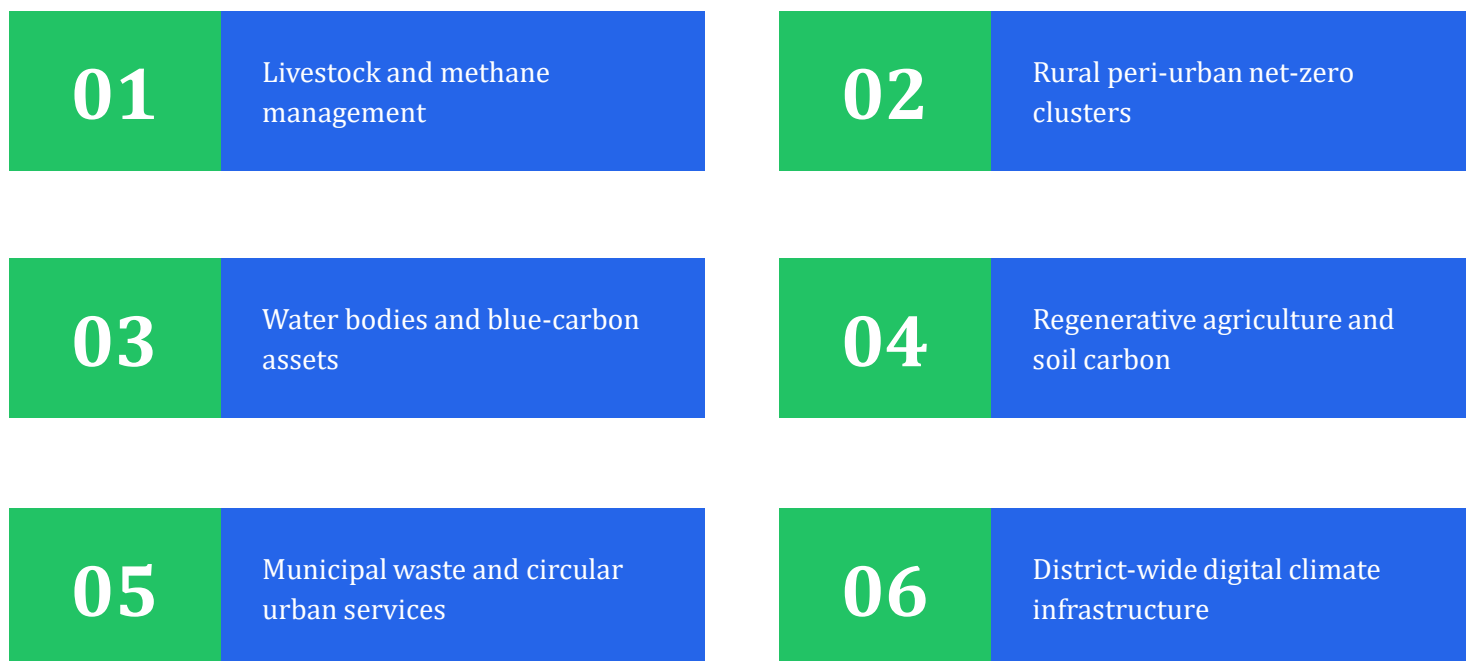 01
Livestock and methane
management
02
Rural peri-urban net-zero
clusters
03
Water bodies and blue-carbon
assets
04
Regenerative agriculture and
soil carbon
05
Municipal waste and circular
urban services
06
District-wide digital climate
infrastructure